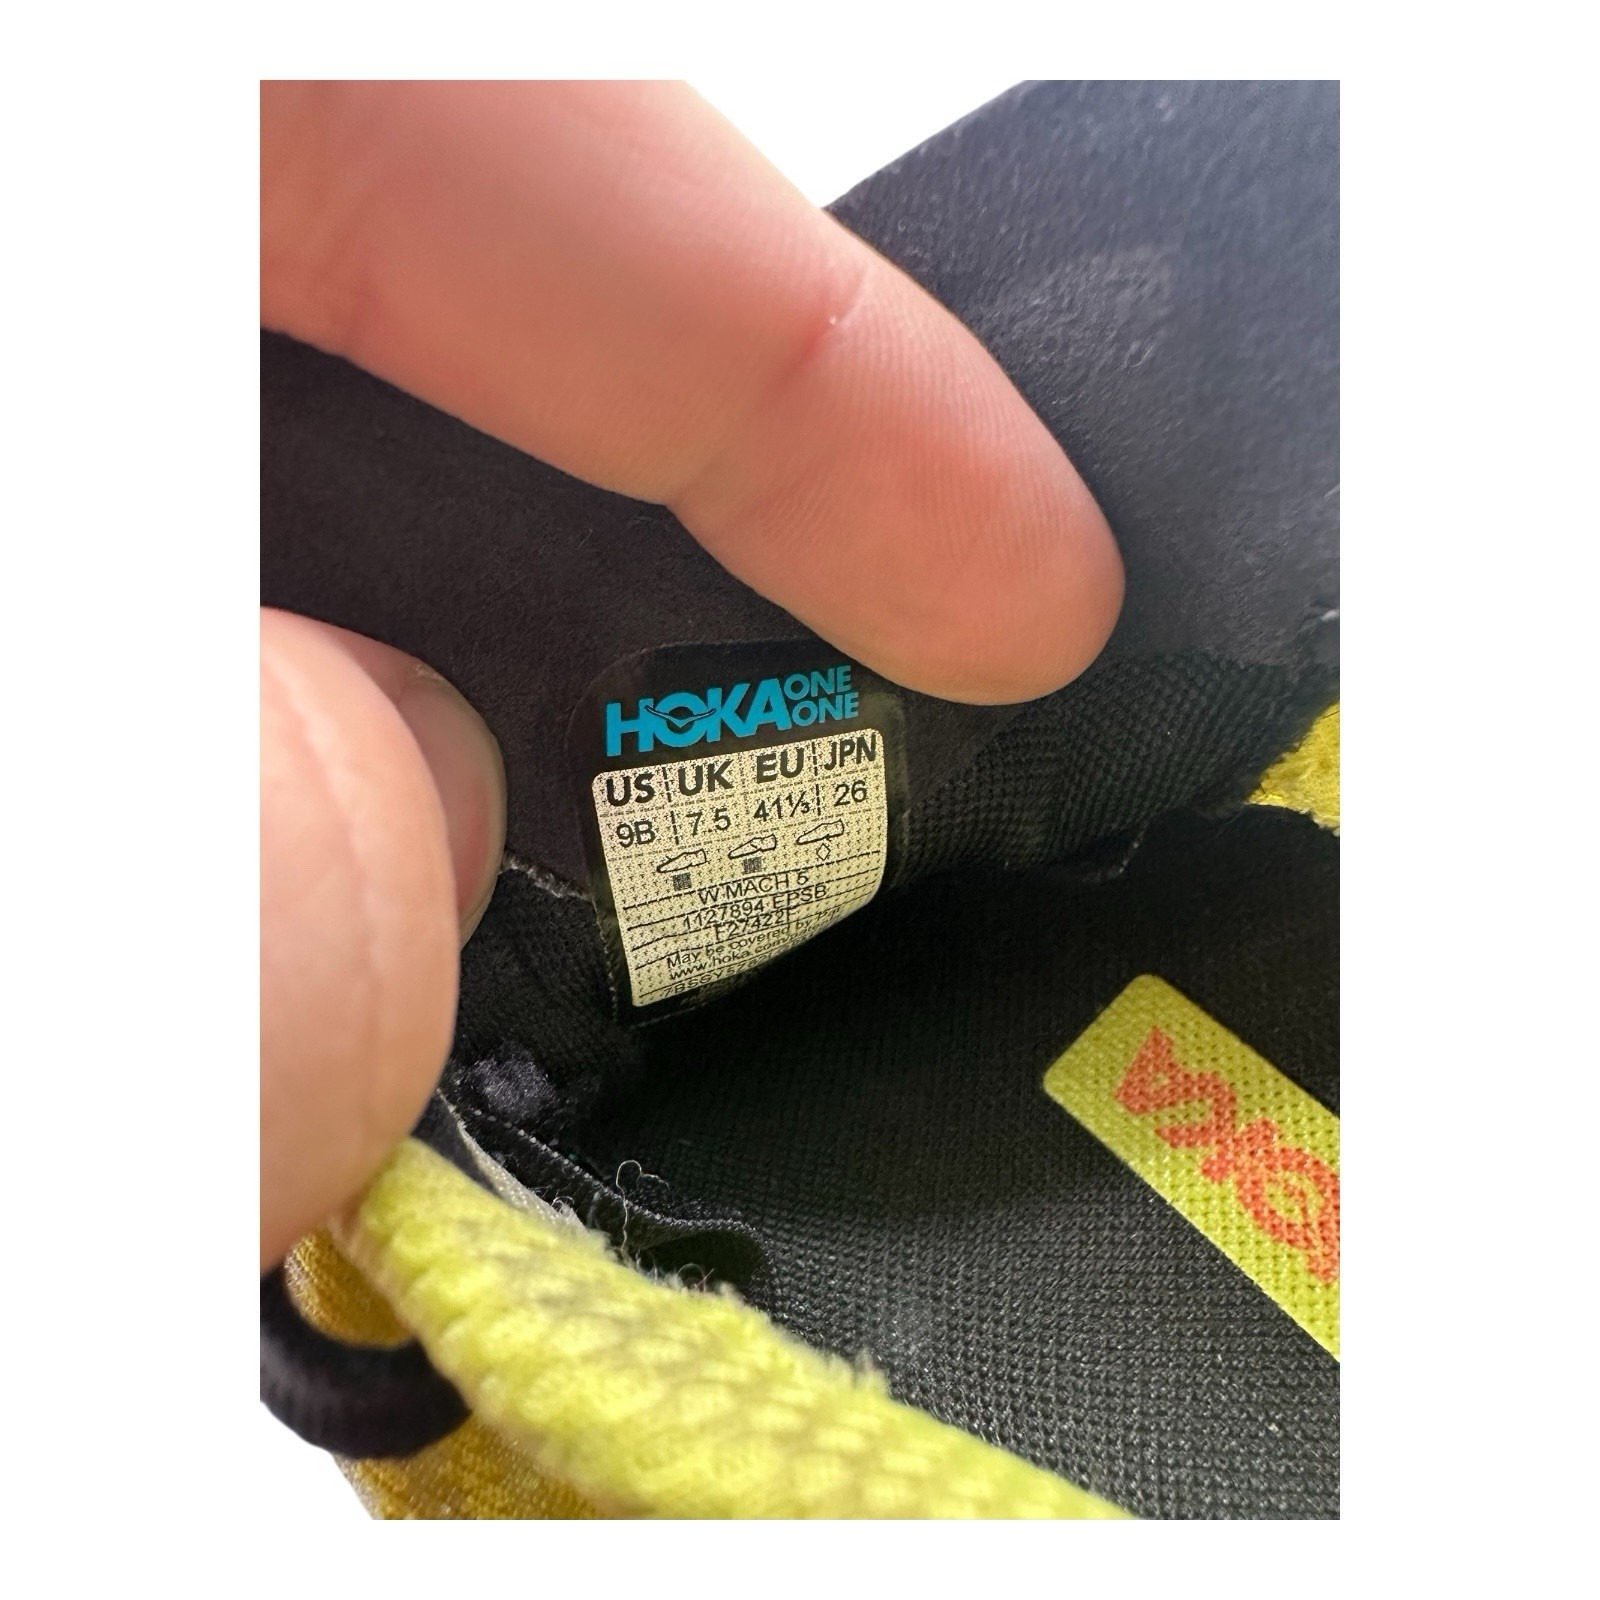 HOKA ONE ONE
US UK EU JPN
9B 7.5 41⅓ 26
W MACH 5
1127894 EPSB
F27422F
May be covered by
www.hoka.com
HOKA